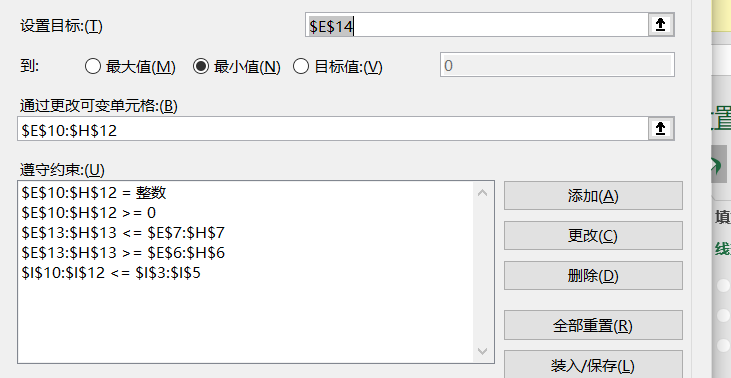 设置目标:(T)
$E$14
到:
最大值(M)
最小值(N)
目标值:(V)
0
通过更改可变单元格:(B)
$E$10:$H$12
遵守约束:(U)
$E$10:$H$12 = 整数
$E$10:$H$12 >= 0
$E$13:$H$13 <= $E$7:$H$7
$E$13:$H$13 >= $E$6:$H$6
$I$10:$I$12 <= $I$3:$I$5
添加(A)
更改(C)
删除(D)
全部重置(R)
装入/保存(L)
置
填
线